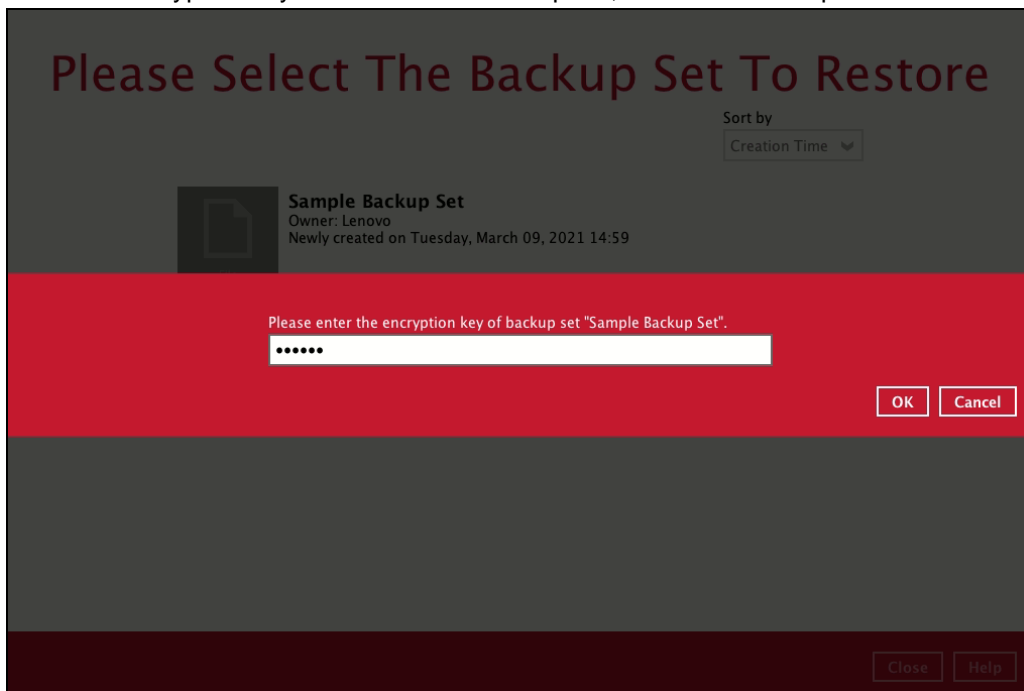 Please Select The Backup Set To Restore
Sort by
Creation Time
Sample Backup Set
Owner: Lenovo
Newly created on Tuesday, March 09, 2021 14:59
Please enter the encryption key of backup set "Sample Backup Set".
••••••
OK Cancel
Close Help